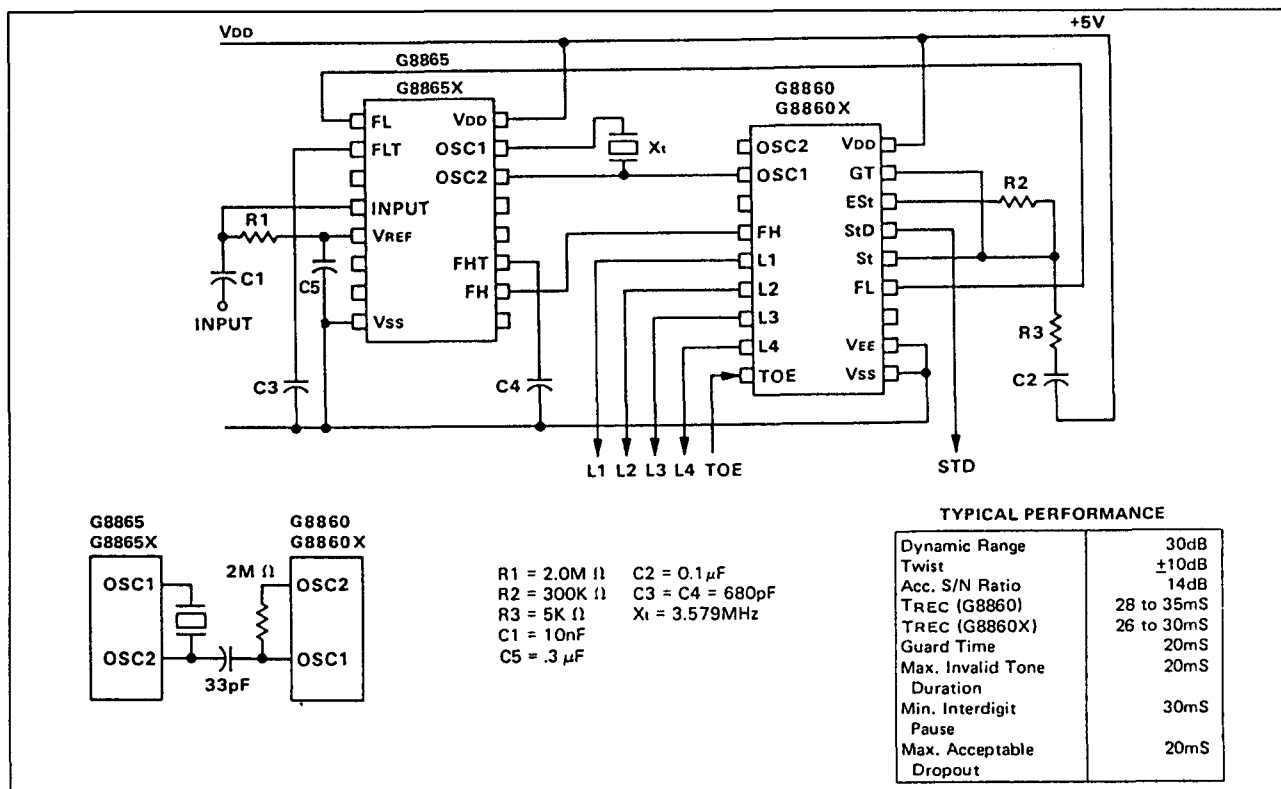 VDD
+5V
G8865
G8865X
G8860
G8860X
FL
FLT
INPUT
VREF
VSS
VDD
OSC1
OSC2
FHT
FH
Xt
OSC2
OSC1
FH
L1
L2
L3
L4
TOE
VDD
GT
ESt
StD
St
FL
VEE
VSS
R1
C1
INPUT
C5
C3
C4
R2
R3
C2
L1 L2 L3 L4 TOE
STD
G8865
G8865X
G8860
G8860X
2M Ω
OSC1
OSC2
OSC2
OSC1
33pF
R1 = 2.0M Ω C2 = 0.1μF
R2 = 300K Ω C3 = C4 = 680pF
R3 = 5K Ω Xt = 3.579MHz
C1 = 10nF
C5 = .3 μF
TYPICAL PERFORMANCE
Dynamic Range 30dB
Twist ±10dB
Acc. S/N Ratio 14dB
TREC (G8860) 28 to 35mS
TREC (G8860X) 26 to 30mS
Guard Time 20mS
Max. Invalid Tone 20mS
Duration
Min. Interdigit 30mS
Pause
Max. Acceptable 20mS
Dropout